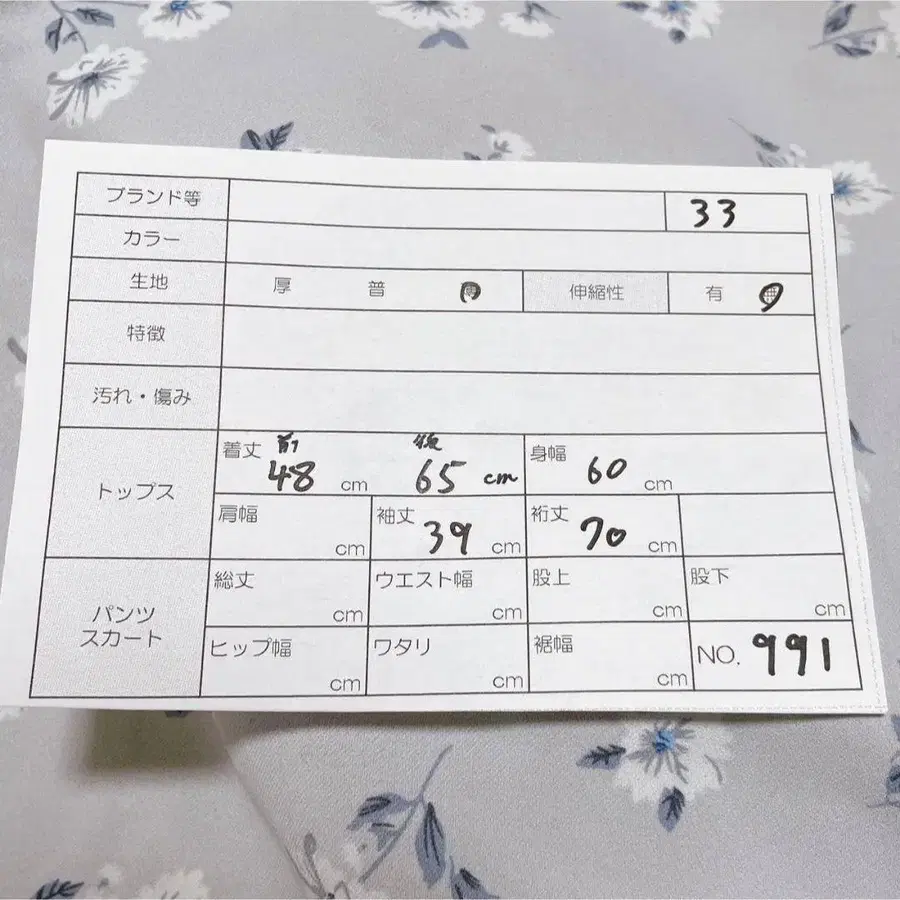 ブランド等 33
カラー
生地 厚 普 伸縮性 有
特徴
汚れ・傷み
トップス
着丈 前 48 cm 後 65 cm 身幅 60 cm
肩幅 cm 袖丈 39 cm 裄丈 70 cm
パンツ
スカート
総丈 cm ウエスト幅 cm 股上 cm 股下 cm
ヒップ幅 cm ワタリ cm 裾幅 cm NO. 991